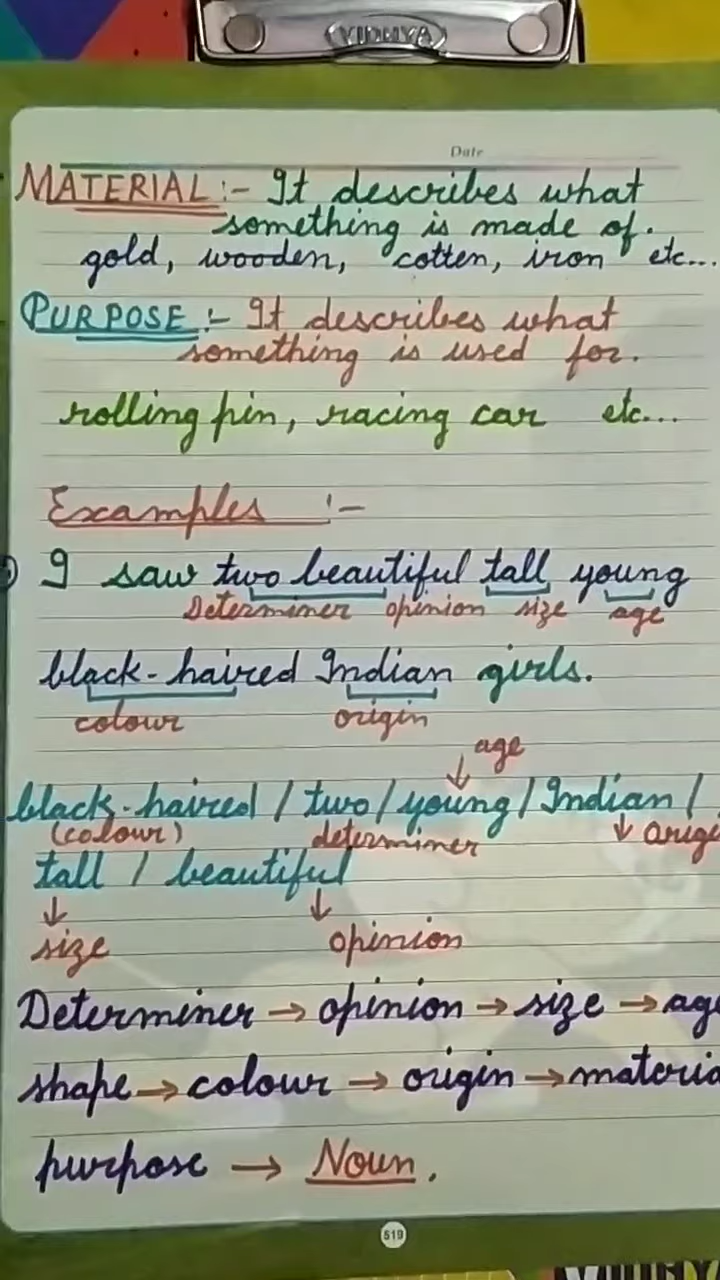 VIDHYA
Date
MATERIAL :- It describes what
something is made of.
gold, wooden, cotten, iron etc...
PURPOSE :- It describes what
something is used for.
rolling pin, racing car etc...
Examples :-
I saw two beautiful tall young
Determiner opinion size age
black-haired Indian girls.
colour origin
↓ age
black-haired / two / young / Indian /
(colour) determiner ↓ origi
tall / beautiful
↓ ↓
size opinion
Determiner → opinion → size → age
shape → colour → origin → materia
purpose → Noun.
519